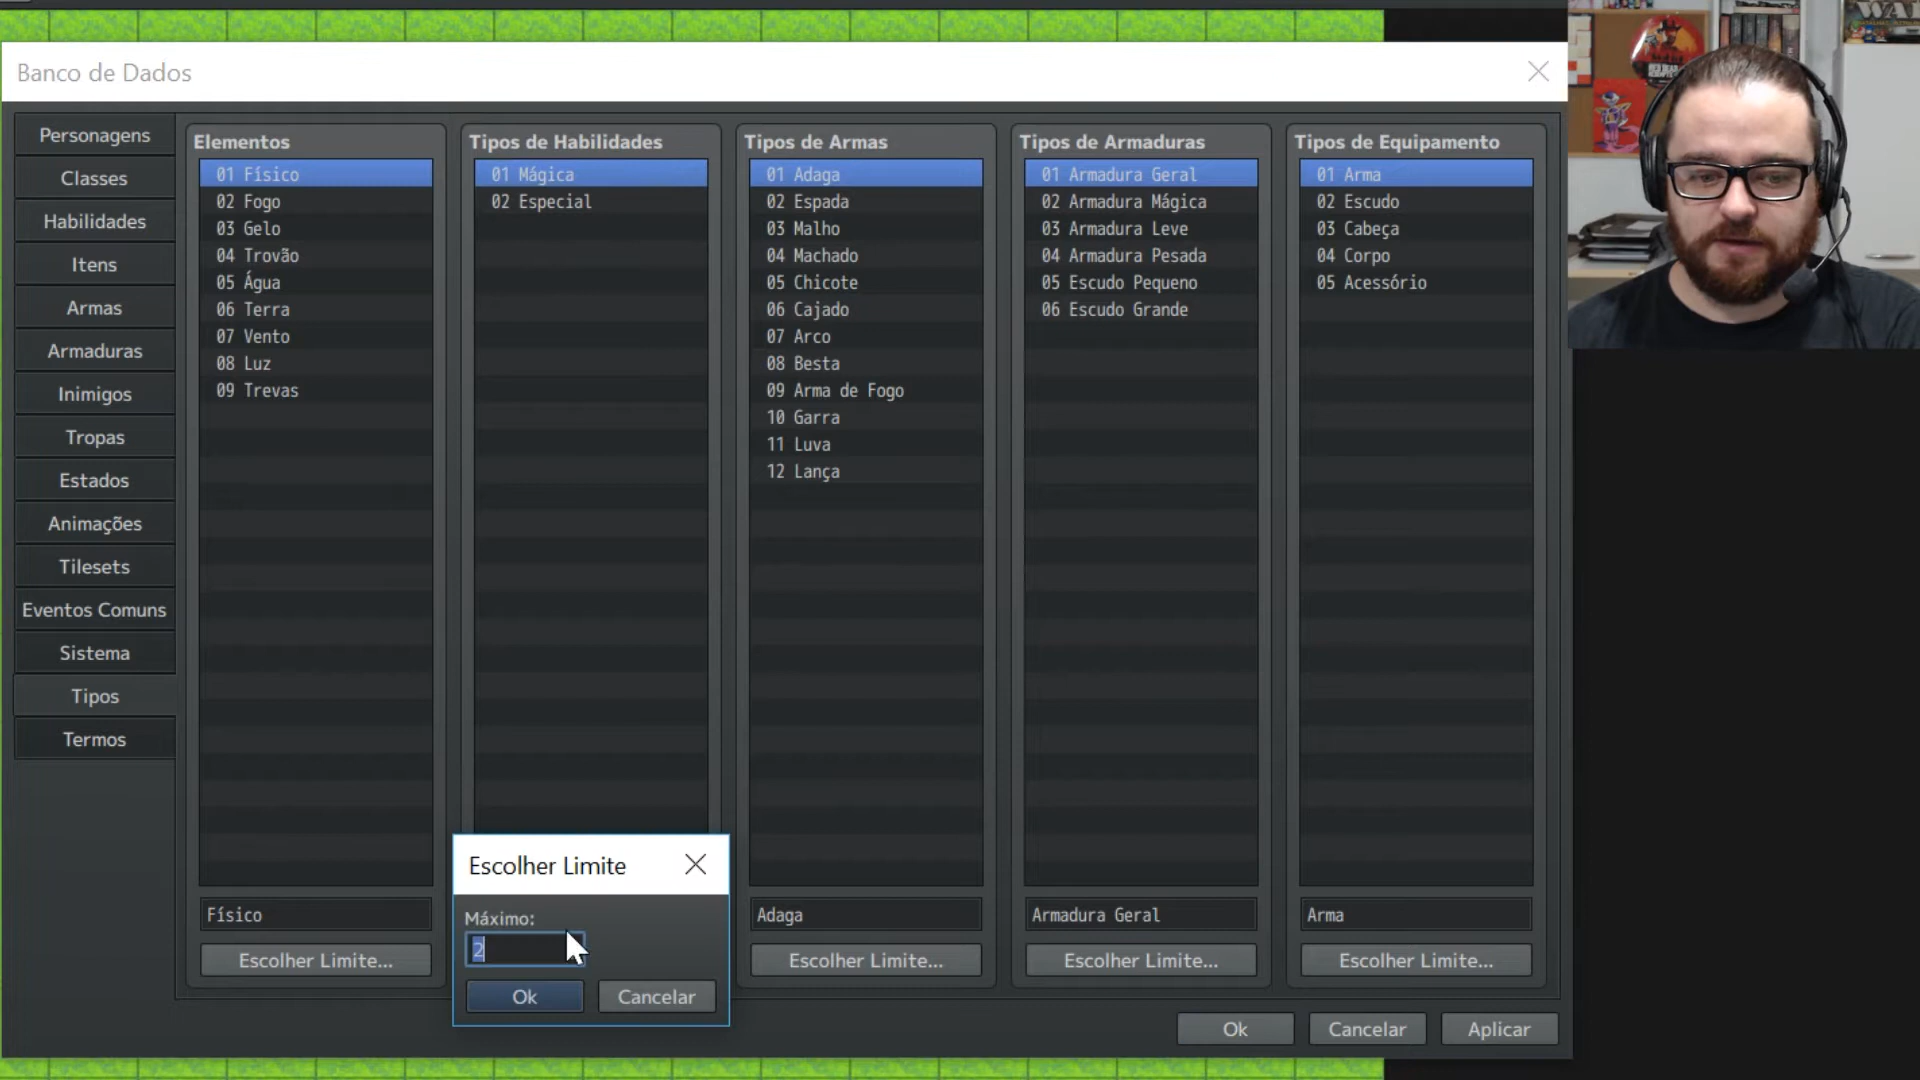 Banco de Dados
Personagens
Classes
Habilidades
Itens
Armas
Armaduras
Inimigos
Tropas
Estados
Animações
Tilesets
Eventos Comuns
Sistema
Tipos
Termos
Elementos
01 Físico
02 Fogo
03 Gelo
04 Trovão
05 Água
06 Terra
07 Vento
08 Luz
09 Trevas
Físico
Escolher Limite...
Tipos de Habilidades
01 Mágica
02 Especial
Escolher Limite
Máximo:
2
Ok
Cancelar
Tipos de Armas
01 Adaga
02 Espada
03 Malho
04 Machado
05 Chicote
06 Cajado
07 Arco
08 Besta
09 Arma de Fogo
10 Garra
11 Luva
12 Lança
Adaga
Escolher Limite...
Tipos de Armaduras
01 Armadura Geral
02 Armadura Mágica
03 Armadura Leve
04 Armadura Pesada
05 Escudo Pequeno
06 Escudo Grande
Armadura Geral
Escolher Limite...
Tipos de Equipamento
01 Arma
02 Escudo
03 Cabeça
04 Corpo
05 Acessório
Arma
Escolher Limite...
Ok
Cancelar
Aplicar